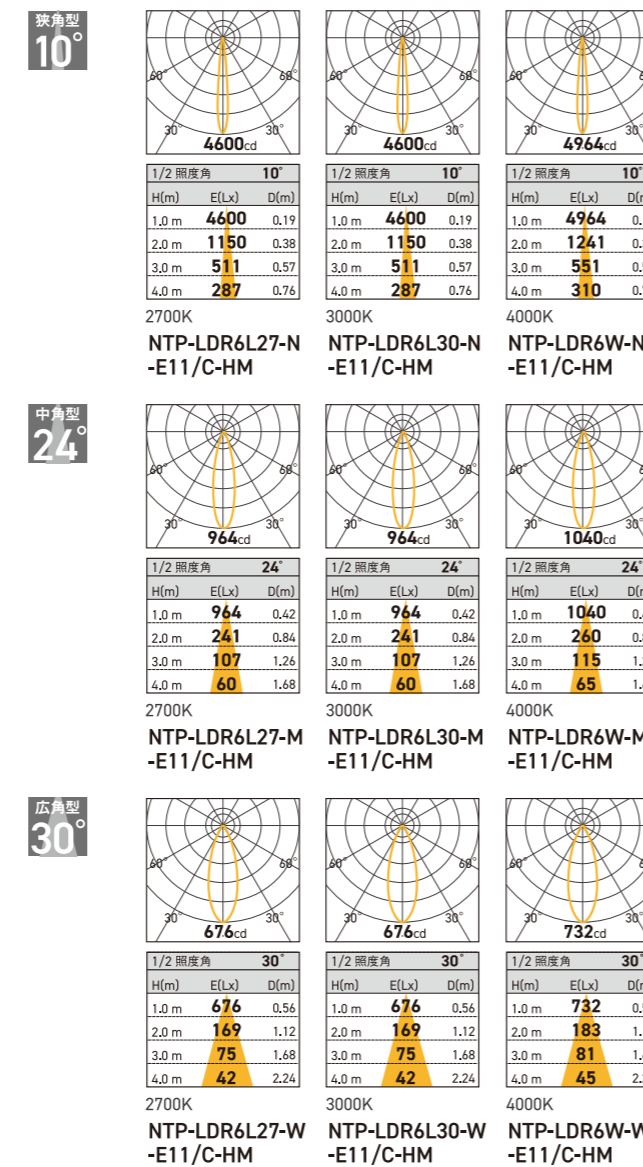 狭角型
10°
60° 60° 60° 60° 60°
30° 30° 30° 30° 30° 30°
4600cd 4600cd 4964cd
1/2 照度角 10° 1/2 照度角 10° 1/2 照度角 10°
H(m) E(Lx) D(m) H(m) E(Lx) D(m) H(m) E(Lx)
1.0 m 4600 0.19 1.0 m 4600 0.19 1.0 m 4964
2.0 m 1150 0.38 2.0 m 1150 0.38 2.0 m 1241
3.0 m 511 0.57 3.0 m 511 0.57 3.0 m 551
4.0 m 287 0.76 4.0 m 287 0.76 4.0 m 310
2700K 3000K 4000K
NTP-LDR6L27-N NTP-LDR6L30-N NTP-LDR6W-N
-E11/C-HM -E11/C-HM -E11/C-HM
中角型
24°
60° 60° 60° 60° 60°
30° 30° 30° 30° 30° 30°
964cd 964cd 1040cd
1/2 照度角 24° 1/2 照度角 24° 1/2 照度角 24°
H(m) E(Lx) D(m) H(m) E(Lx) D(m) H(m) E(Lx)
1.0 m 964 0.42 1.0 m 964 0.42 1.0 m 1040
2.0 m 241 0.84 2.0 m 241 0.84 2.0 m 260
3.0 m 107 1.26 3.0 m 107 1.26 3.0 m 115
4.0 m 60 1.68 4.0 m 60 1.68 4.0 m 65
2700K 3000K 4000K
NTP-LDR6L27-M NTP-LDR6L30-M NTP-LDR6W-M
-E11/C-HM -E11/C-HM -E11/C-HM
広角型
30°
60° 60° 60° 60° 60°
30° 30° 30° 30° 30° 30°
676cd 676cd 732cd
1/2 照度角 30° 1/2 照度角 30° 1/2 照度角 30°
H(m) E(Lx) D(m) H(m) E(Lx) D(m) H(m) E(Lx)
1.0 m 676 0.56 1.0 m 676 0.56 1.0 m 732
2.0 m 169 1.12 2.0 m 169 1.12 2.0 m 183
3.0 m 75 1.68 3.0 m 75 1.68 3.0 m 81
4.0 m 42 2.24 4.0 m 42 2.24 4.0 m 45
2700K 3000K 4000K
NTP-LDR6L27-W NTP-LDR6L30-W NTP-LDR6W-W
-E11/C-HM -E11/C-HM -E11/C-HM